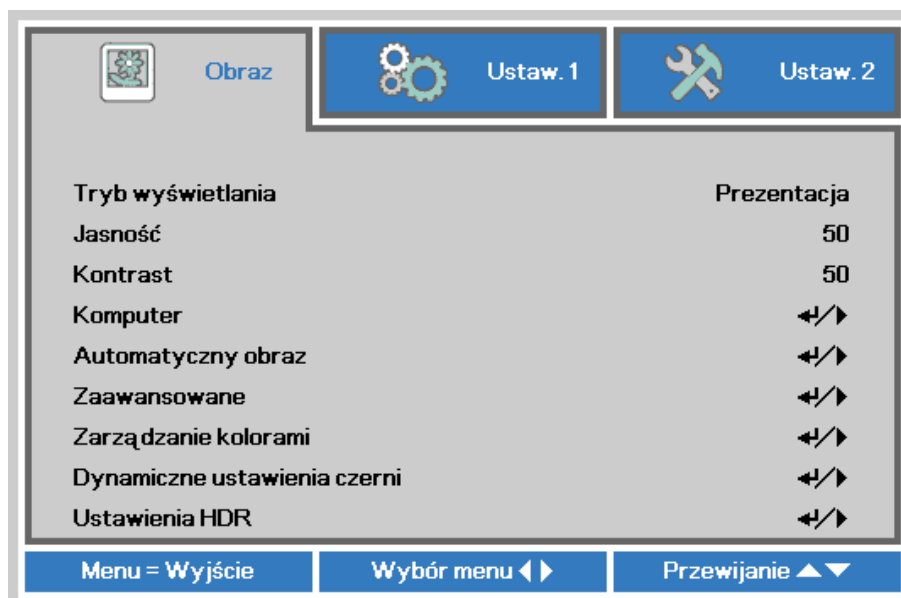 Obraz Ustaw. 1 Ustaw. 2
Tryb wyświetlania Prezentacja
Jasność 50
Kontrast 50
Komputer
Automatyczny obraz
Zaawansowane
Zarządzanie kolorami
Dynamiczne ustawienia czerni
Ustawienia HDR
Menu = Wyjście Wybór menu Przewijanie